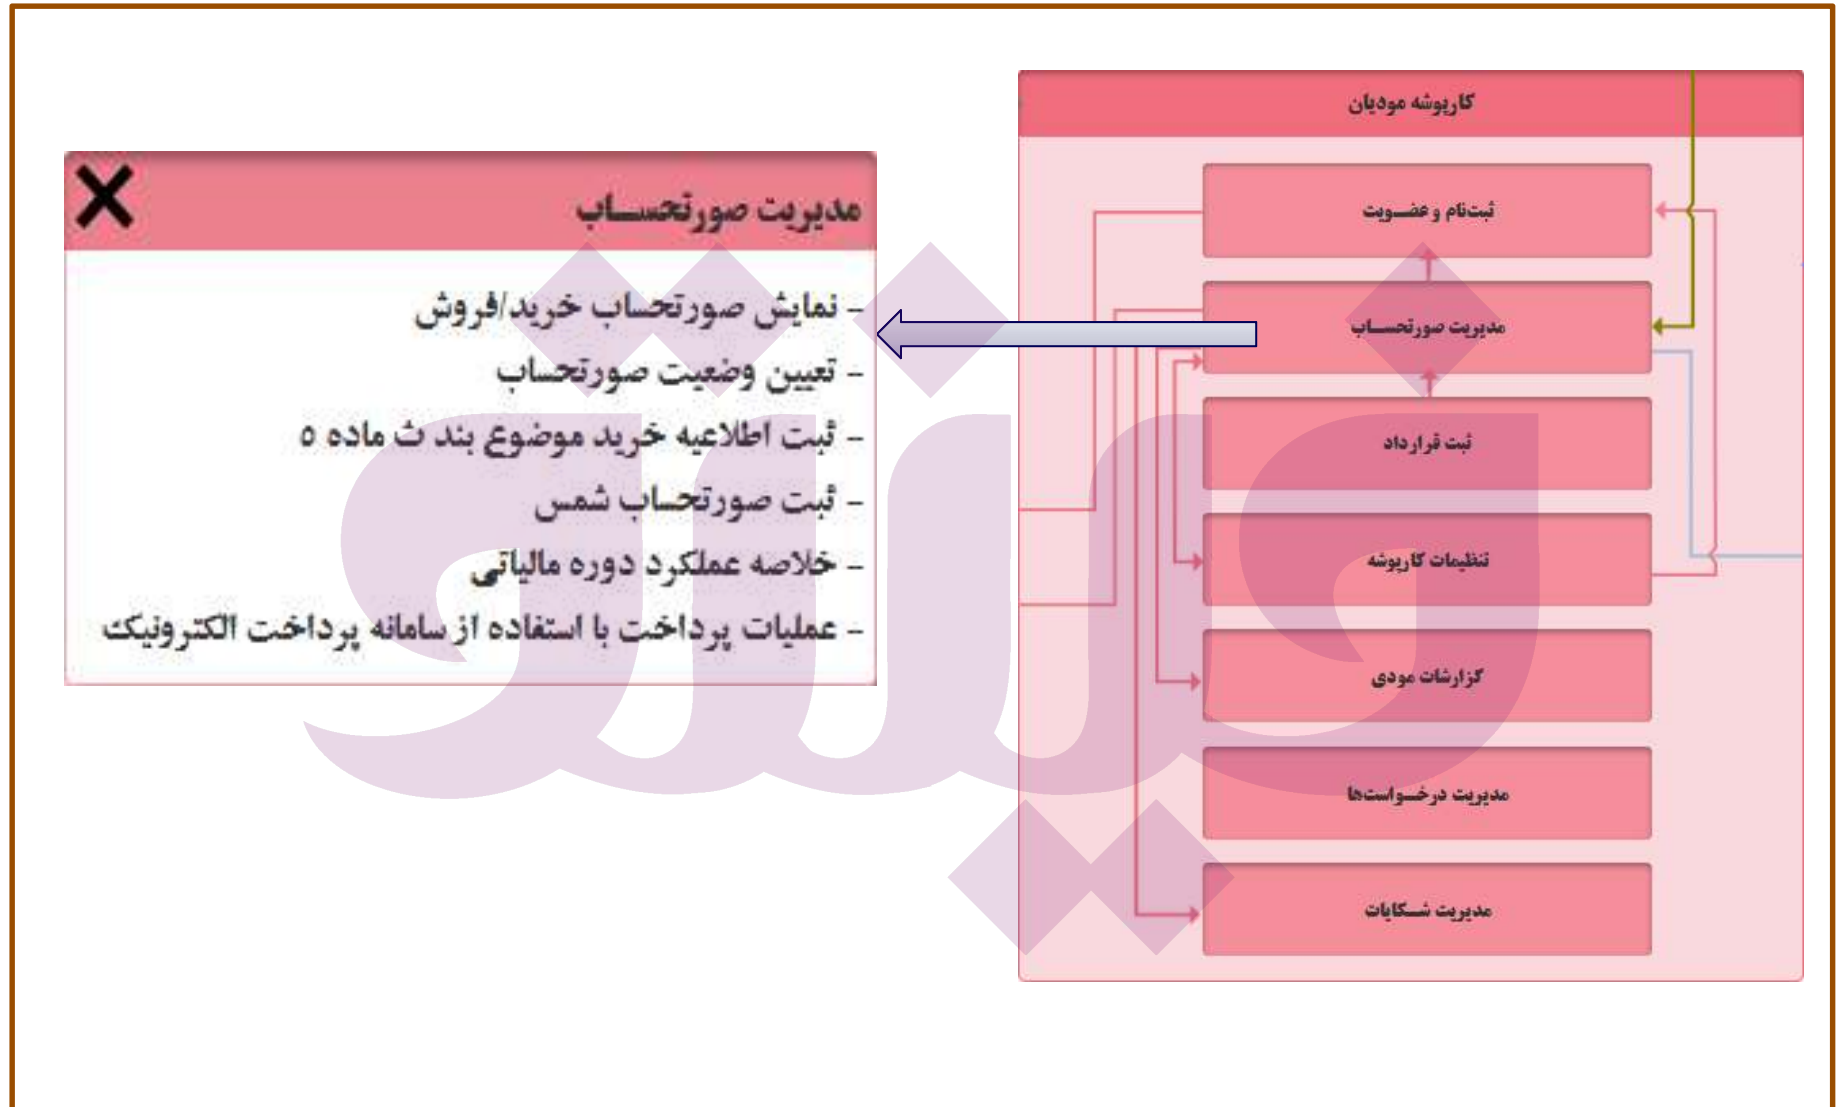 کارپوشه مودیان
ثبت‌نام و عضویت
مدیریت صورتحساب
ثبت قرارداد
تنظیمات کارپوشه
گزارشات مودی
مدیریت درخواست‌ها
مدیریت شکایات
مدیریت صورتحساب
- نمایش صورتحساب خرید/فروش
- تعیین وضعیت صورتحساب
- ثبت اطلاعیه خرید موضوع بند ث ماده ۵
- ثبت صورتحساب شمس
- خلاصه عملکرد دوره مالیاتی
- عملیات پرداخت با استفاده از سامانه پرداخت الکترونیک